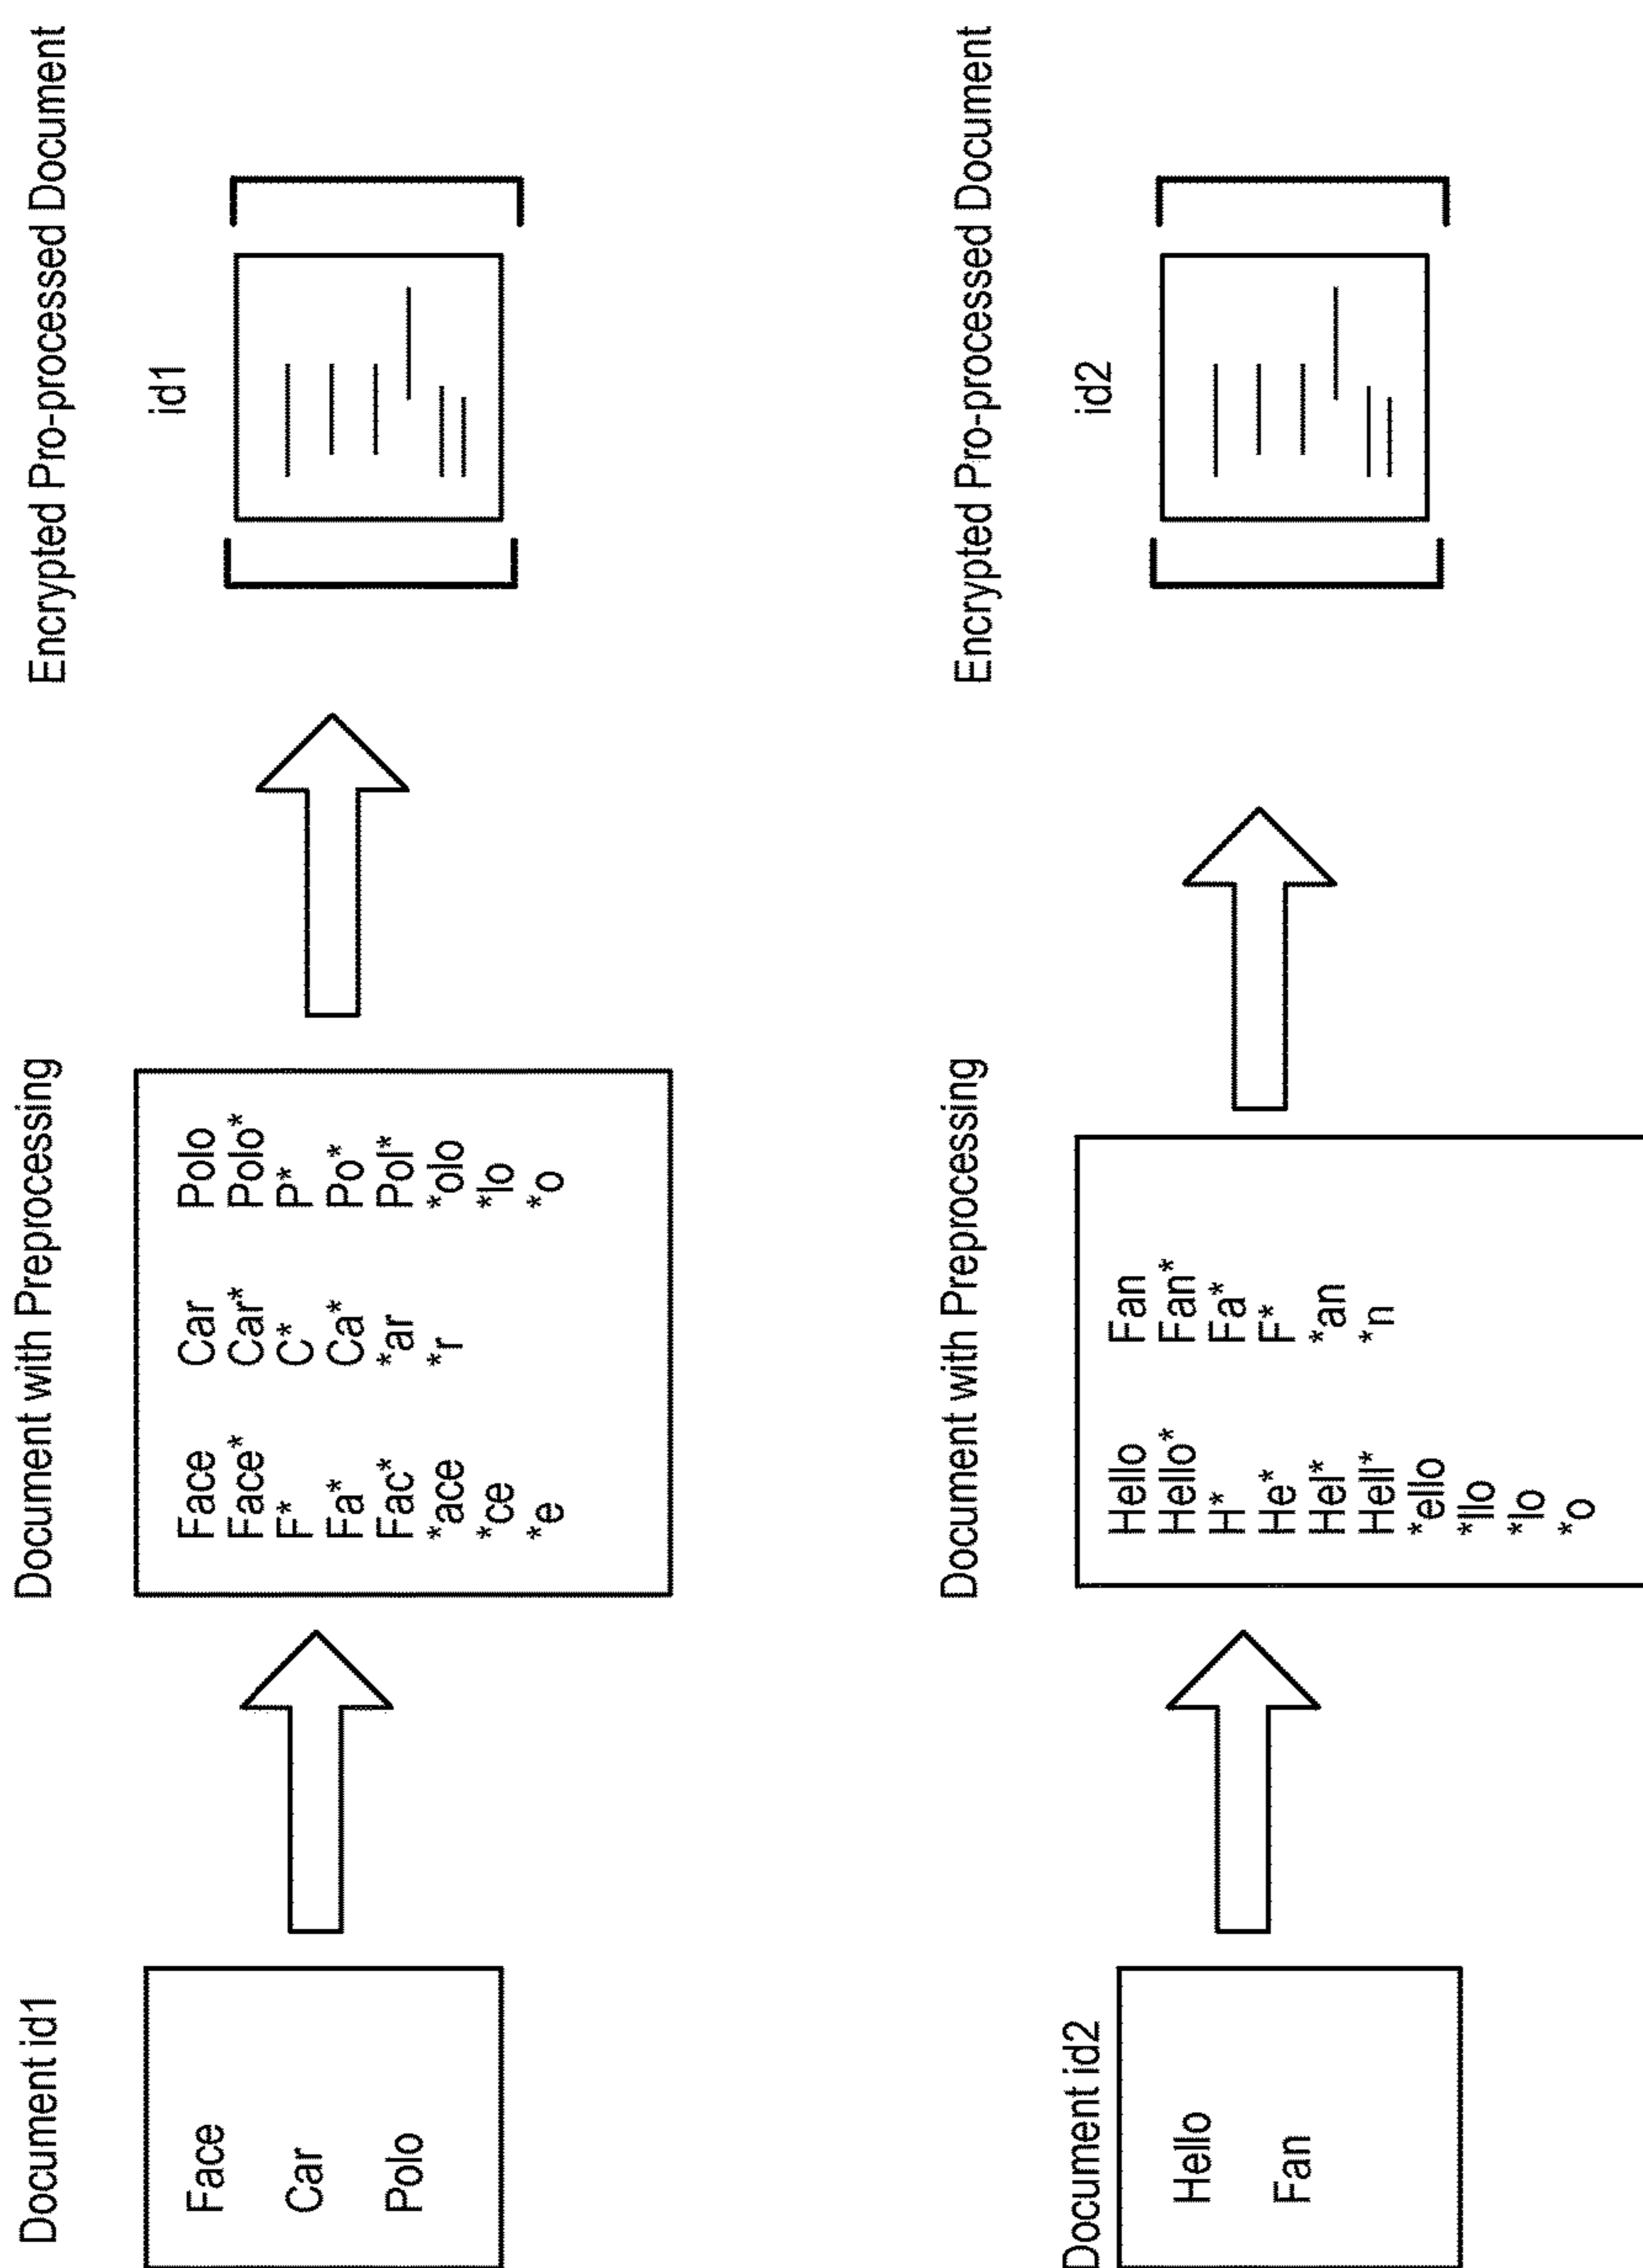 Document id1
Face
Car
Polo
Document with Preprocessing
Face
Face*
F*
Fa*
Fac*
*ace
*ce
*e
Car
Car*
C*
Ca*
*ar
*r
Polo
Polo*
P*
Po*
Pol*
*olo
*lo
*o
Encrypted Pro-processed Document
id1
Document id2
Hello
Fan
Document with Preprocessing
Hello
Hello*
H*
He*
Hel*
Hell*
*ello
*llo
*lo
*o
Fan
Fan*
Fa*
F*
*an
*n
Encrypted Pro-processed Document
id2